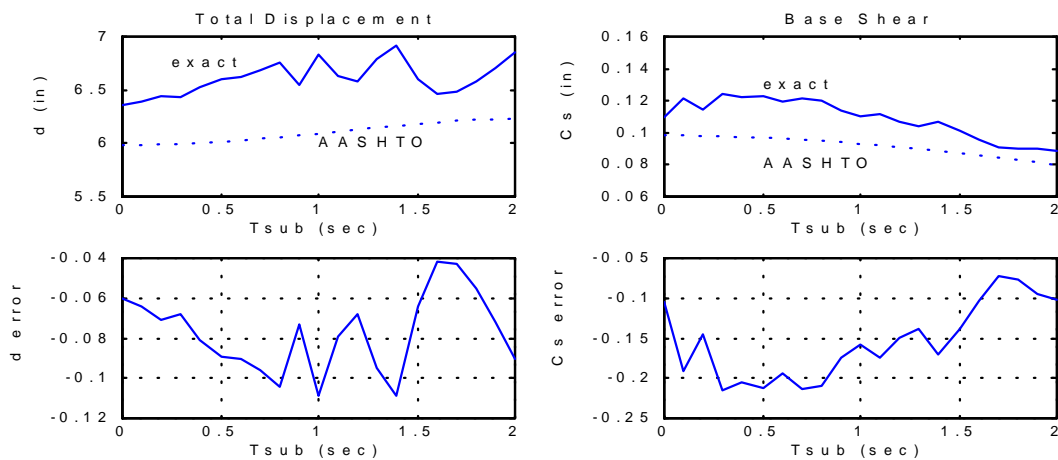 Total Displacement
7
6.5
6
5.5
d (in)
exact
AASHTO
0
0.5
1
1.5
2
Tsub (sec)
Base Shear
0.16
0.14
0.12
0.1
0.08
0.06
Cs (in)
exact
AASHTO
0
0.5
1
1.5
2
Tsub (sec)
-0.04
-0.06
-0.08
-0.1
-0.12
d error
0
0.5
1
1.5
2
Tsub (sec)
-0.05
-0.1
-0.15
-0.2
-0.25
Cs error
0
0.5
1
1.5
2
Tsub (sec)